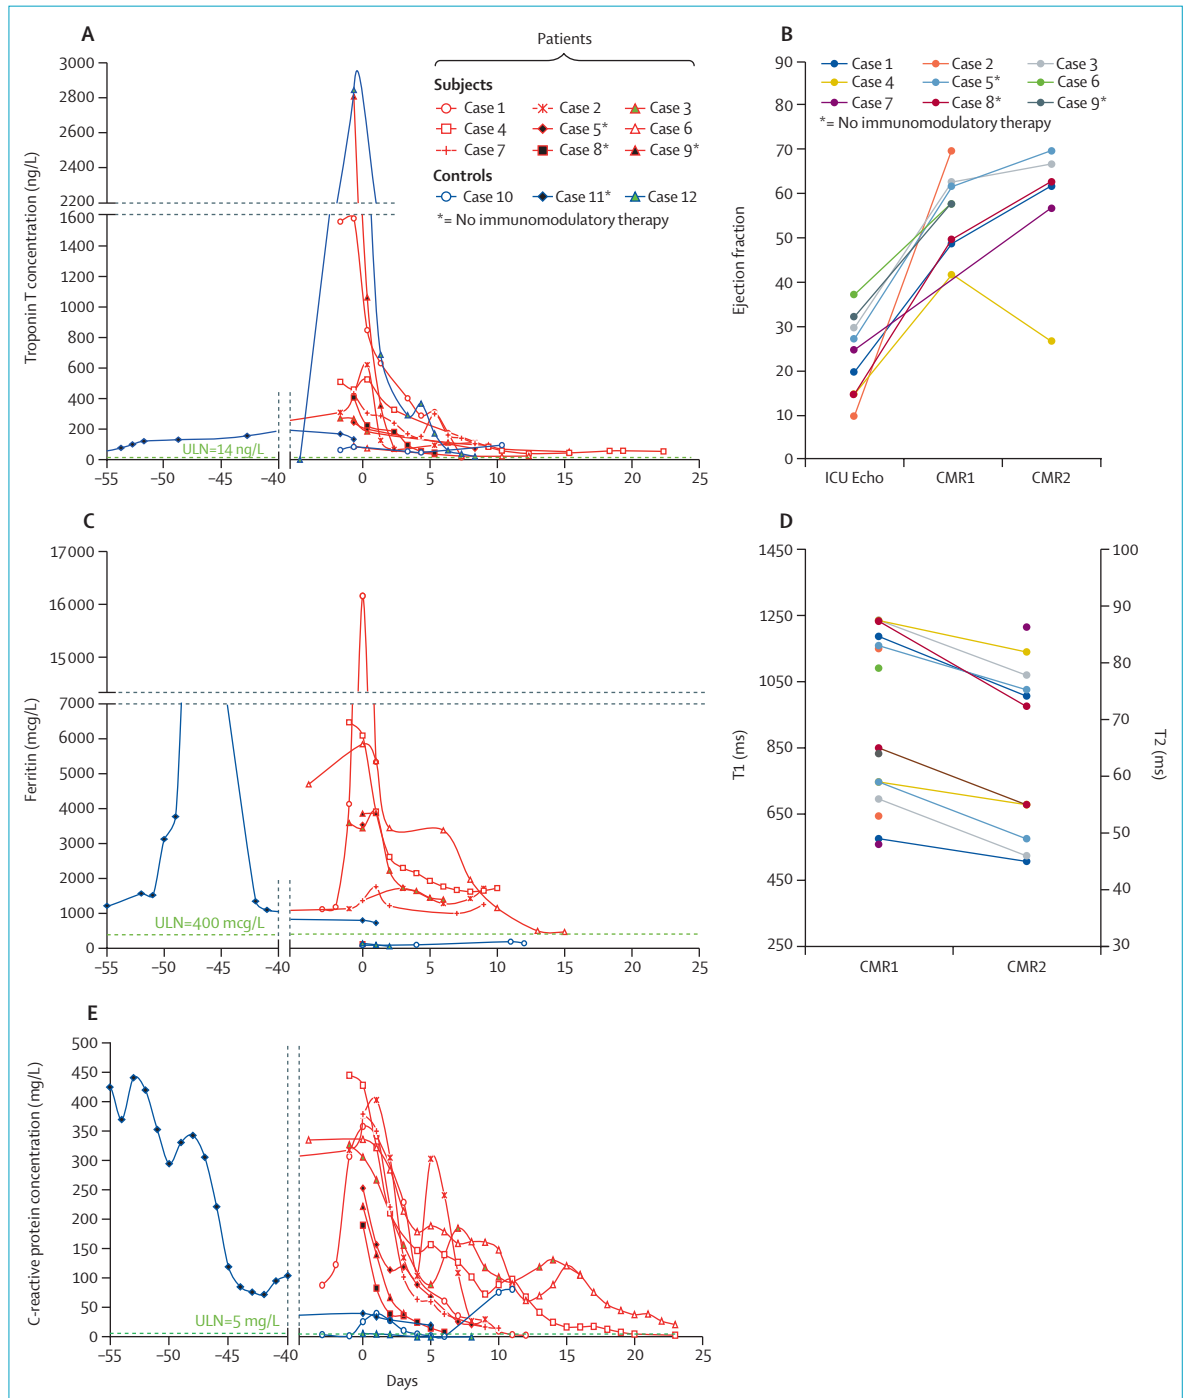 A
Patients
Troponin T concentration (ng/L)
3000
2800
2600
2400
2200
1600
1400
1200
1000
800
600
400
200
0
Subjects
Case 1 Case 2 Case 3
Case 4 Case 5* Case 6
Case 7 Case 8* Case 9*
Controls
Case 10 Case 11* Case 12
*= No immunomodulatory therapy
ULN=14 ng/L
–55 –50 –45 –40 0 5 10 15 20 25
B
Ejection fraction
90
80
70
60
50
40
30
20
10
0
Case 1 Case 2 Case 3
Case 4 Case 5* Case 6
Case 7 Case 8* Case 9*
*= No immunomodulatory therapy
ICU Echo CMR1 CMR2
C
Ferritin (mcg/L)
17000
16000
15000
7000
6000
5000
4000
3000
2000
1000
0
ULN=400 mcg/L
–55 –50 –45 –40 0 5 10 15 20 25
D
T1 (ms)
1450
1250
1050
850
650
450
250
T2 (ms)
100
90
80
70
60
50
40
30
CMR1 CMR2
E
C-reactive protein concentration (mg/L)
500
450
400
350
300
250
200
150
100
50
0
ULN=5 mg/L
–55 –50 –45 –40 0 5 10 15 20 25
Days